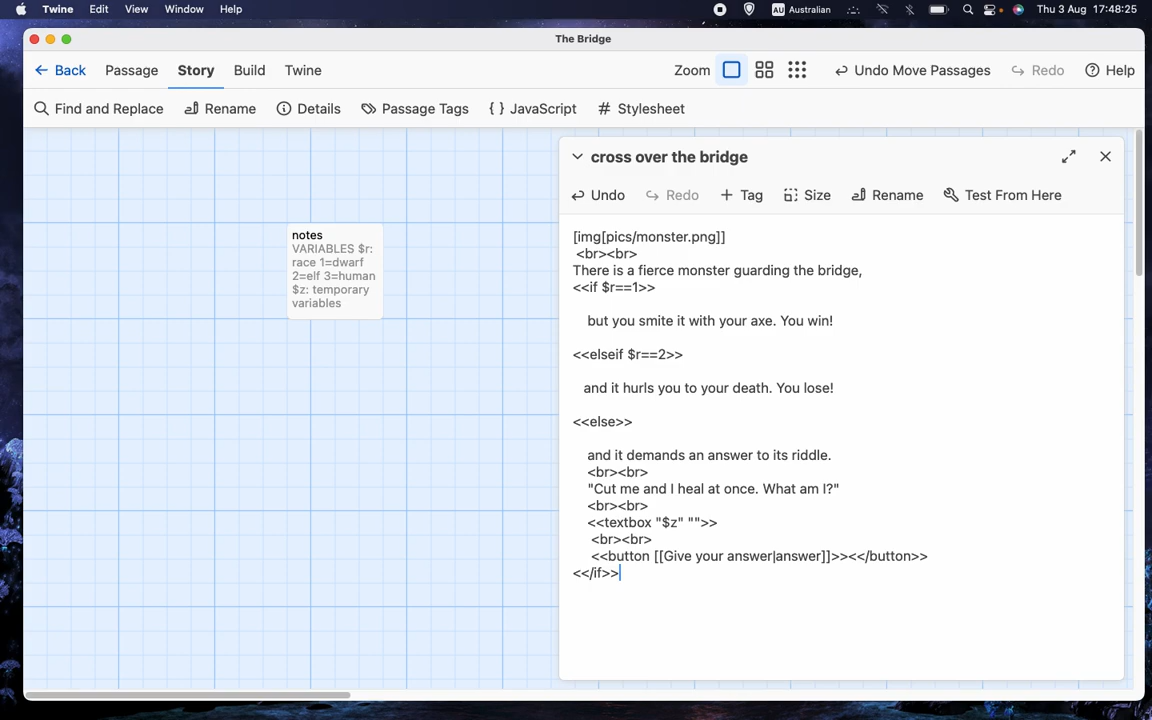 Twine Edit View Window Help AU Australian Thu 3 Aug 17:48:25
The Bridge
Back Passage Story Build Twine Zoom Undo Move Passages Redo Help
Find and Replace Rename Details Passage Tags { } JavaScript # Stylesheet
notes
VARIABLES $r:
race 1=dwarf
2=elf 3=human
$z: temporary
variables
cross over the bridge
Undo Redo + Tag Size Rename Test From Here
[img[pics/monster.png]]
<br><br>
There is a fierce monster guarding the bridge,
<<if $r==1>>
but you smite it with your axe. You win!
<<elseif $r==2>>
and it hurls you to your death. You lose!
<<else>>
and it demands an answer to its riddle.
<br><br>
"Cut me and I heal at once. What am I?"
<br><br>
<<textbox "$z" "">>
<br><br>
<<button [[Give your answer|answer]]>><</button>>
<</if>>